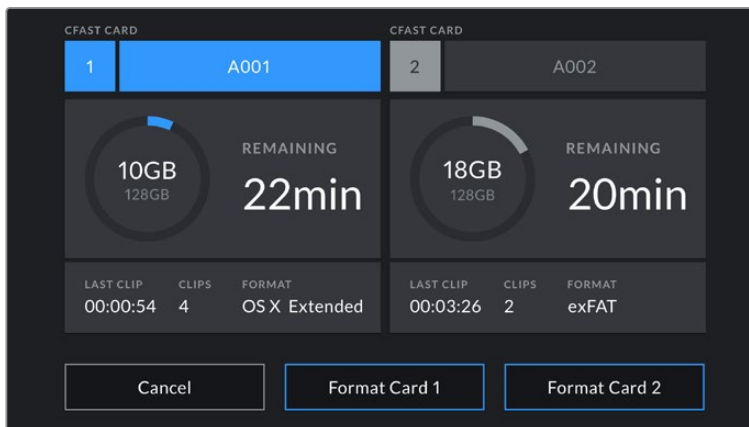 CFAST CARD
1 A001
10GB
128GB
REMAINING
22min
LAST CLIP CLIPS FORMAT
00:00:54 4 OS X Extended
CFAST CARD
2 A002
18GB
128GB
REMAINING
20min
LAST CLIP CLIPS FORMAT
00:03:26 2 exFAT
Cancel Format Card 1 Format Card 2